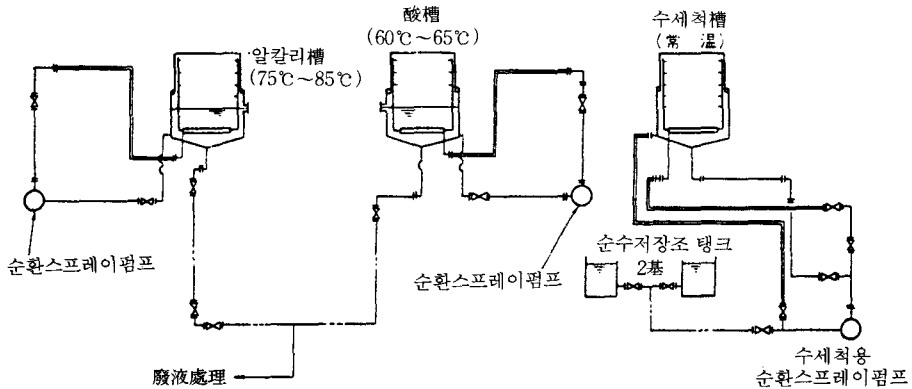 알칼리槽
(75℃~85℃)
순환스프레이펌프
酸槽
(60℃~65℃)
순환스프레이펌프
廢液處理
수세척槽
(常 溫)
순수저장조 탱크
2基
수세척용
순환스프레이펌프